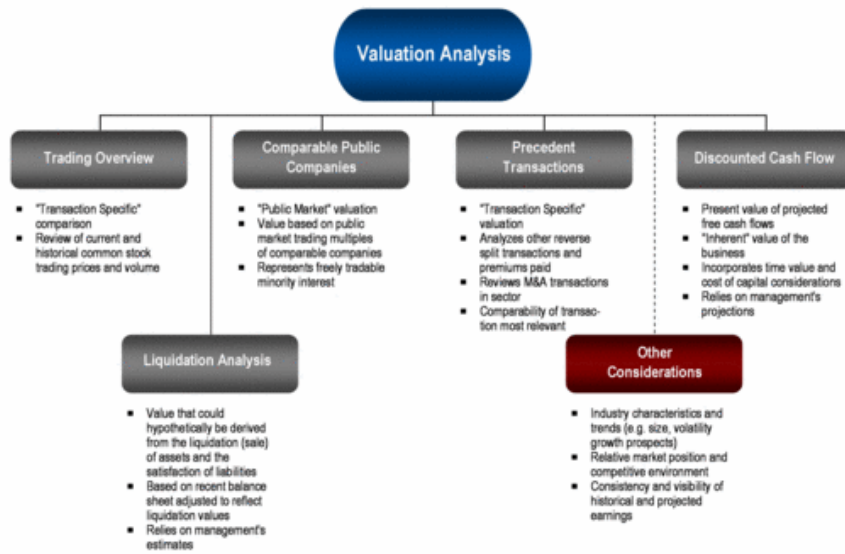 Valuation Analysis
Trading Overview
"Transaction Specific"
comparison
Review of current and
historical common stock
trading prices and volume
Comparable Public
Companies
"Public Market" valuation
Value based on public
market trading multiples
of comparable companies
Represents freely tradable
minority interest
Precedent
Transactions
"Transaction Specific"
valuation
Analyzes other reverse
split transactions and
premiums paid
Reviews M&A transactions
in sector
Comparability of transac-
tion most relevant
Discounted Cash Flow
Present value of projected
free cash flows
"Inherent" value of the
business
Incorporates time value and
cost of capital considerations
Relies on management's
projections
Liquidation Analysis
Value that could
hypothetically be derived
from the liquidation (sale)
of assets and the
satisfaction of liabilities
Based on recent balance
sheet adjusted to reflect
liquidation values
Relies on management's
estimates
Other
Considerations
Industry characteristics and
trends (e.g. size, volatility
growth prospects)
Relative market position and
competitive environment
Consistency and visibility of
historical and projected
earnings